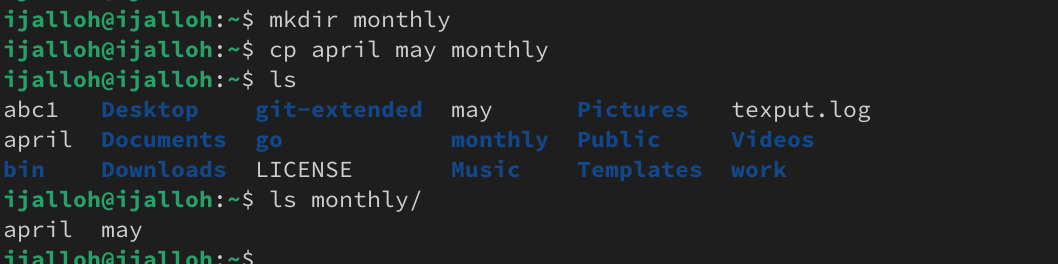 ijalloh@ijalloh:~$ mkdir monthly
ijalloh@ijalloh:~$ cp april may monthly
ijalloh@ijalloh:~$ ls
abc1 Desktop git-extended may Pictures texput.log
april Documents go monthly Public Videos
bin Downloads LICENSE Music Templates work
ijalloh@ijalloh:~$ ls monthly/
april may
ijalloh@ijalloh:~$